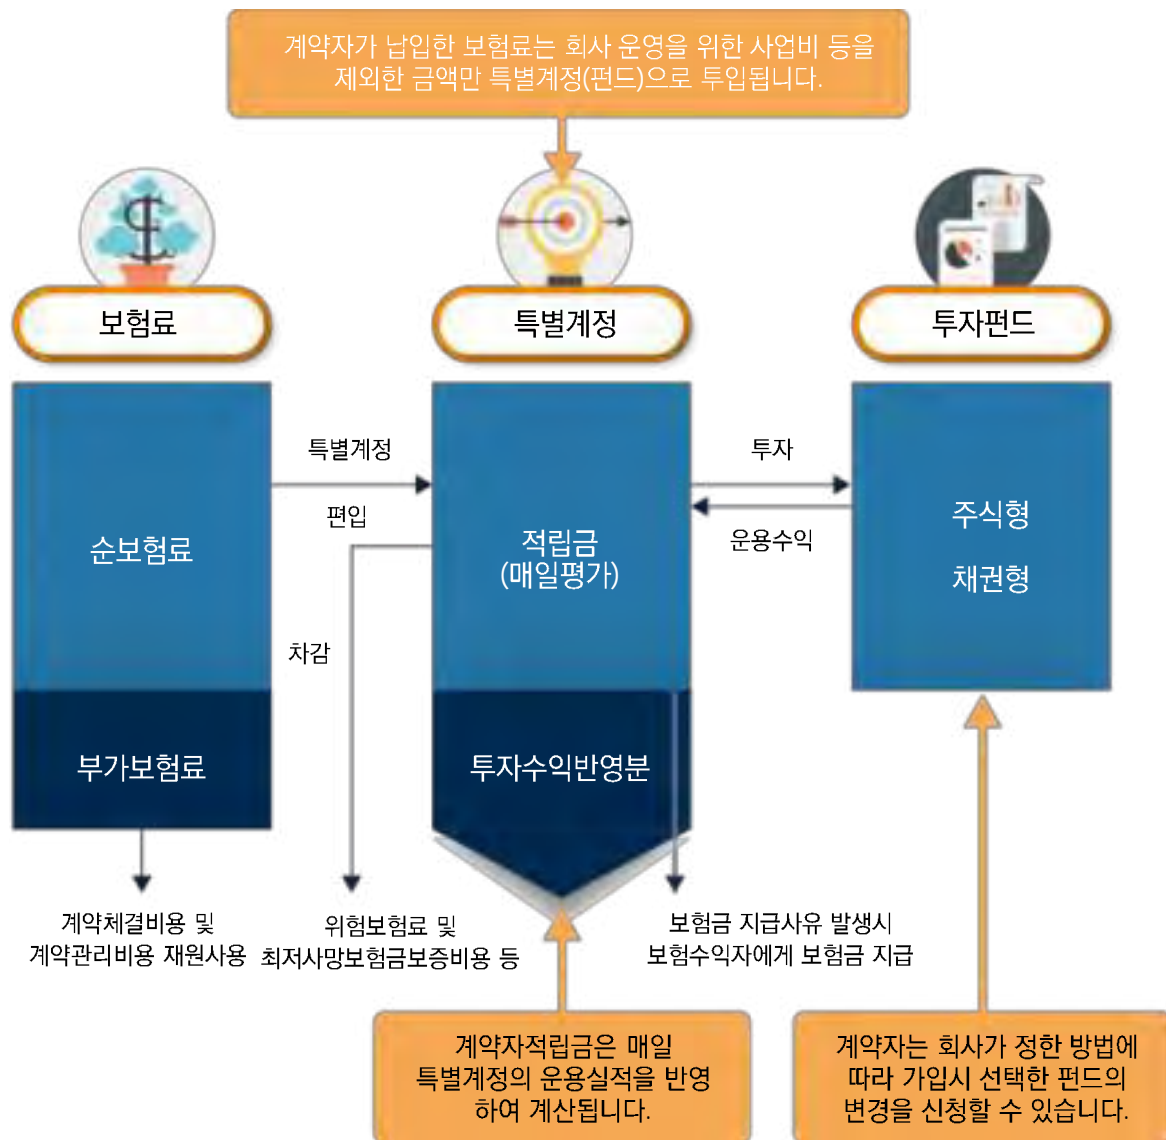 계약자가 납입한 보험료는 회사 운영을 위한 사업비 등을
제외한 금액만 특별계정(펀드)으로 투입됩니다.
보험료
특별계정
투자펀드
특별계정
편입
투자
운용수익
순보험료
적립금
(매일평가)
주식형
채권형
차감
부가보험료
투자수익반영분
계약체결비용 및
계약관리비용 재원사용
위험보험료 및
최저사망보험금보증비용 등
보험금 지급사유 발생시
보험수익자에게 보험금 지급
계약자적립금은 매일
특별계정의 운용실적을 반영
하여 계산됩니다.
계약자는 회사가 정한 방법에
따라 가입시 선택한 펀드의
변경을 신청할 수 있습니다.